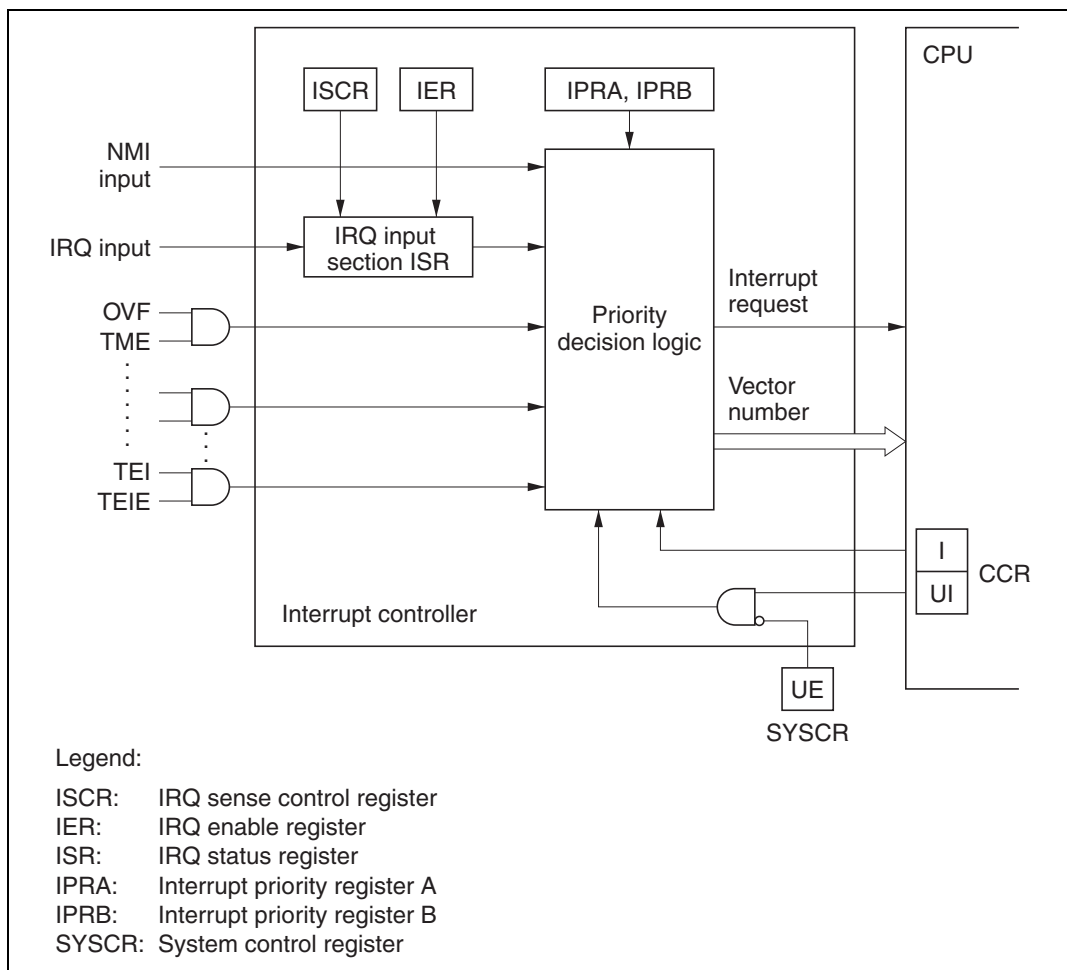 CPU
ISCR
IER
IPRA, IPRB
NMI
input
IRQ input
IRQ input
section ISR
OVF
TME
TEI
TEIE
Priority
decision logic
Interrupt
request
Vector
number
I
UI
CCR
Interrupt controller
UE
SYSCR
Legend:
ISCR: IRQ sense control register
IER: IRQ enable register
ISR: IRQ status register
IPRA: Interrupt priority register A
IPRB: Interrupt priority register B
SYSCR: System control register